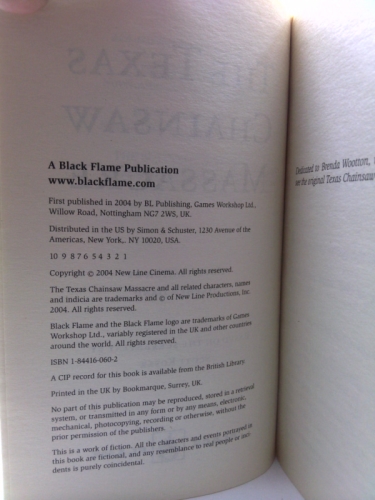 A Black Flame Publication
www.blackflame.com
First published in 2004 by BL Publishing, Games Workshop Ltd.,
Willow Road, Nottingham NG7 2WS, UK.
Distributed in the US by Simon & Schuster, 1230 Avenue of the
Americas, New York,. NY 10020, USA.
10 9 8 7 6 5 4 3 2 1
Copyright © 2004 New Line Cinema. All rights reserved.
The Texas Chainsaw Massacre and all related characters, names
and indicia are trademarks and © of New Line Productions, Inc.
2004. All rights reserved.
Black Flame and the Black Flame logo are trademarks of Games
Workshop Ltd., variably registered in the UK and other countries
around the world. All rights reserved.
ISBN 1-84416-060-2
A CIP record for this book is available from the British Library.
Printed in the UK by Bookmarque, Surrey, UK.
No part of this publication may be reproduced, stored in a retrieval
system, or transmitted in any form or by any means, electronic,
mechanical, photocopying, recording or otherwise, without the
prior permission of the publishers.
This is a work of fiction. All the characters and events portrayed in
this book are fictional, and any resemblance to real people or inci-
dents is purely coincidental.
Dedicated to Brenda Wootton,
the original Texas Chainsaw
THE TEXAS
CHAINSAW
MASSA